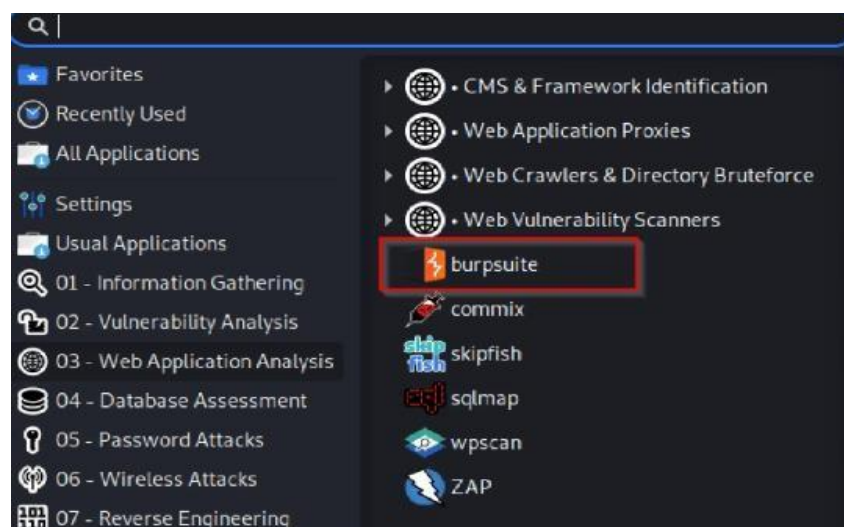 Favorites
Recently Used
All Applications
Settings
Usual Applications
01 - Information Gathering
02 - Vulnerability Analysis
03 - Web Application Analysis
04 - Database Assessment
05 - Password Attacks
06 - Wireless Attacks
07 - Reverse Engineering
• CMS & Framework Identification
• Web Application Proxies
• Web Crawlers & Directory Bruteforce
• Web Vulnerability Scanners
burpsuite
commix
skip
fish
skipfish
sqlmap
wpscan
ZAP